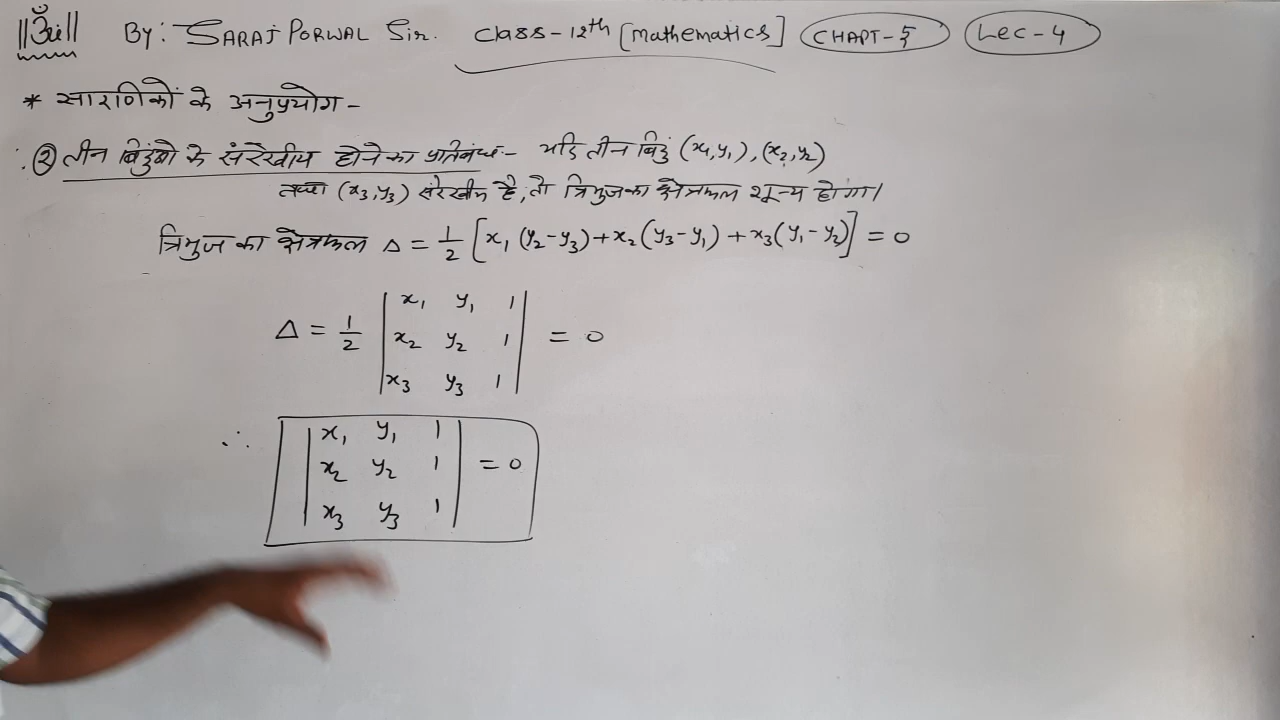 ||ॐ|| By: SARAJ PORWAL Sir. Class-12th [Mathematics] CHAPT-5 Lec-4
* सारणिकों के अनुप्रयोग -
② तीन बिंदुओं के संरेखीय होने का प्रतिबंध:- यदि तीन बिंदु (x₁,y₁), (x₂,y₂)
तथा (x₃,y₃) संरेखीय है, तो त्रिभुज का क्षेत्रफल शून्य होगा।
त्रिभुज का क्षेत्रफल Δ = 1/2 [x₁ (y₂-y₃)+x₂(y₃-y₁) + x₃(y₁-y₂)] = 0
Δ = 1/2 | x₁ y₁ 1 |
| x₂ y₂ 1 | = 0
| x₃ y₃ 1 |
∴ | x₁ y₁ 1 |
| x₂ y₂ 1 | = 0
| x₃ y₃ 1 |